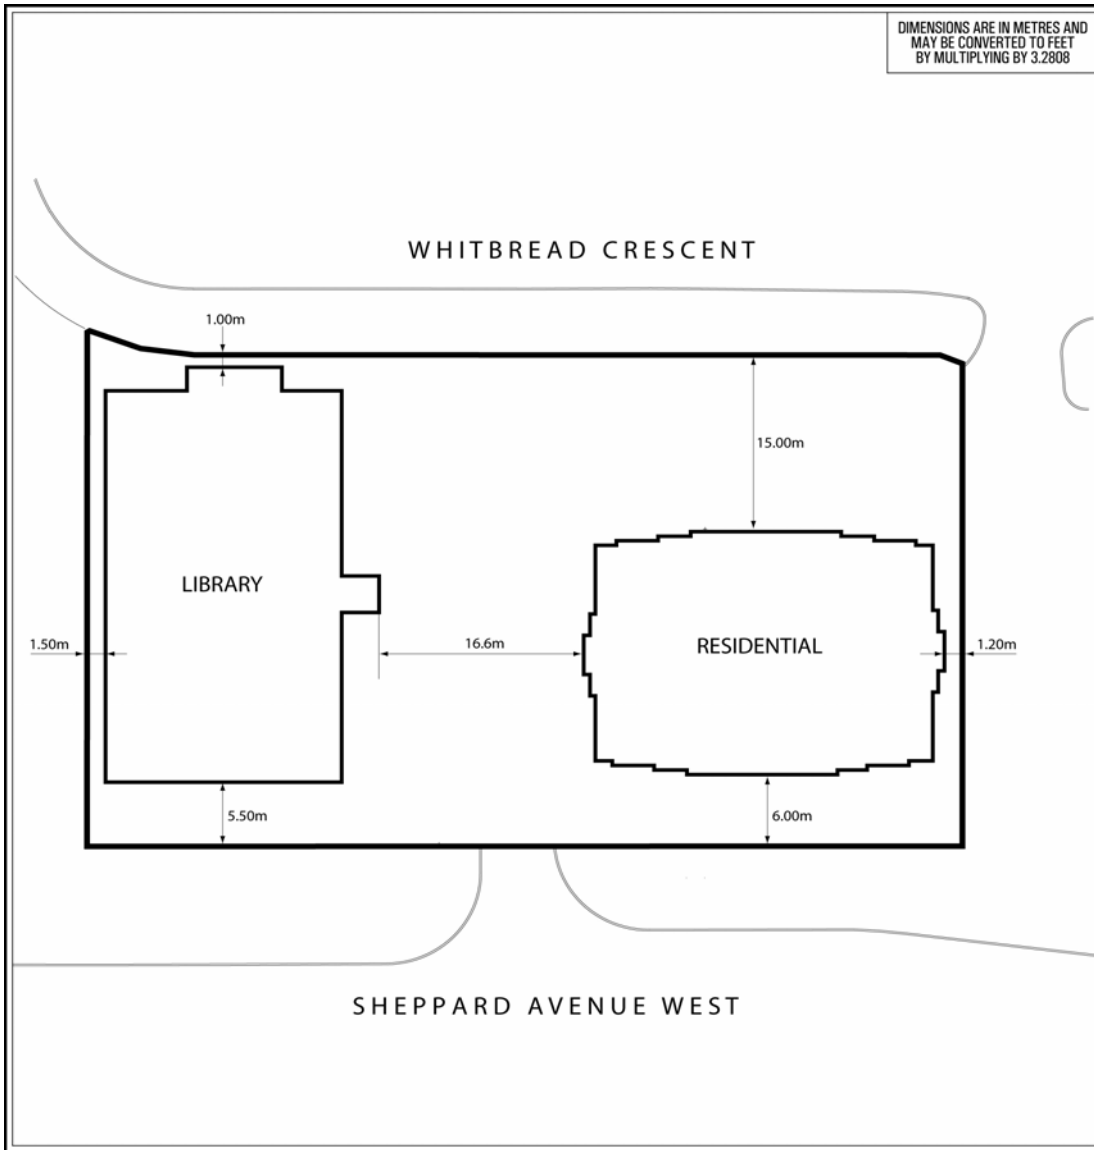 DIMENSIONS ARE IN METRES AND
MAY BE CONVERTED TO FEET
BY MULTIPLYING BY 3.2808
WHITBREAD CRESCENT
1.00m
15.00m
LIBRARY
1.50m
16.6m
RESIDENTIAL
1.20m
5.50m
6.00m
SHEPPARD AVENUE WEST